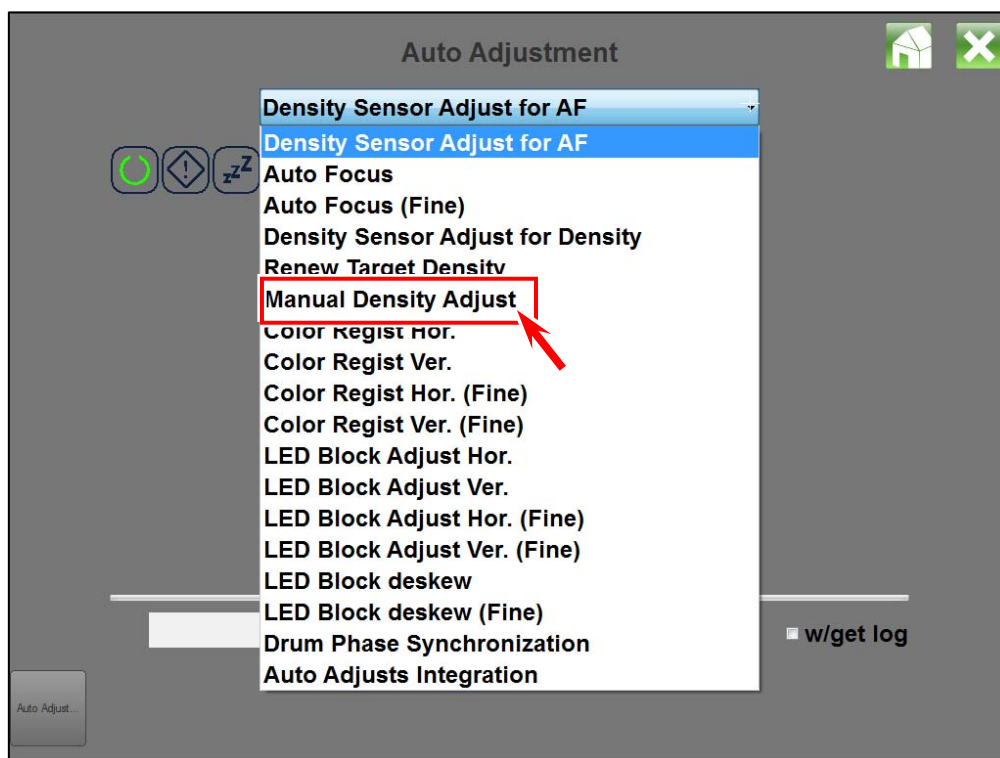 Auto Adjustment
Density Sensor Adjust for AF
Density Sensor Adjust for AF
zzZ
Auto Focus
Auto Focus (Fine)
Density Sensor Adjust for Density
Renew Target Density
Manual Density Adjust
Color Regist Hor.
Color Regist Ver.
Color Regist Hor. (Fine)
Color Regist Ver. (Fine)
LED Block Adjust Hor.
LED Block Adjust Ver.
LED Block Adjust Hor. (Fine)
LED Block Adjust Ver. (Fine)
LED Block deskew
LED Block deskew (Fine)
Drum Phase Synchronization
w/get log
Auto Adjusts Integration
Auto Adjust...